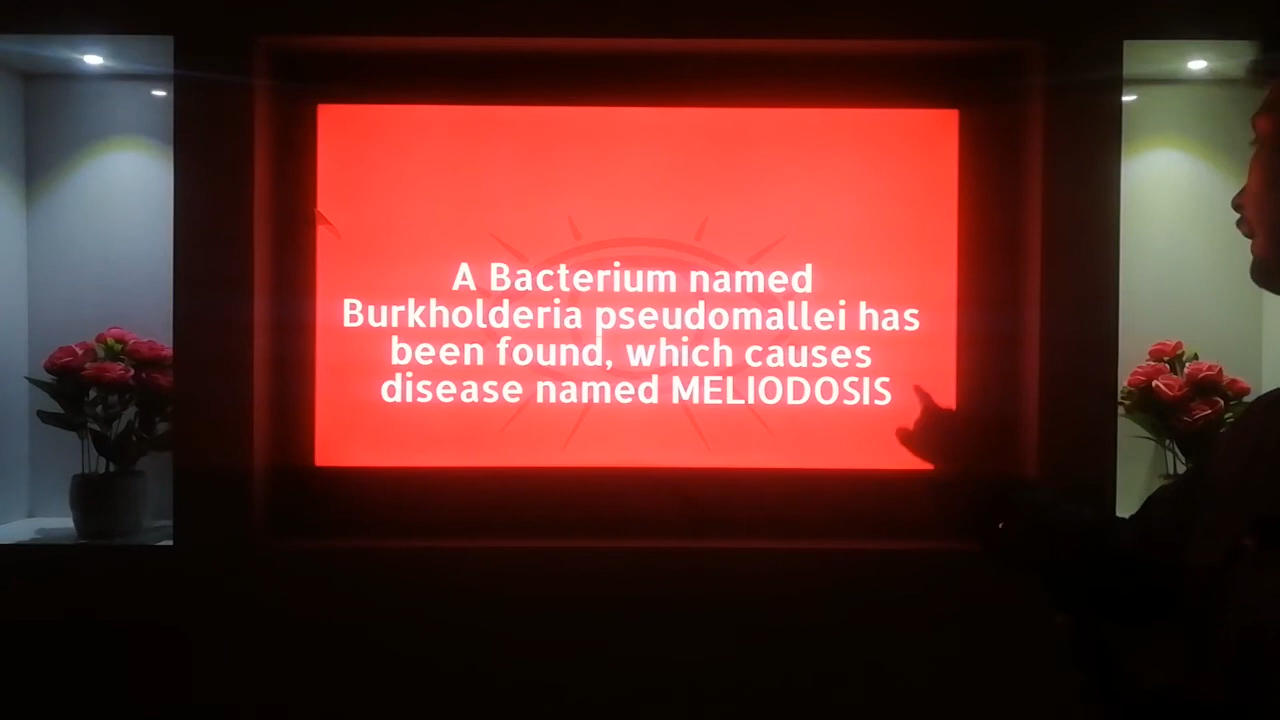 A Bacterium named
Burkholderia pseudomallei has
been found, which causes
disease named MELIODOSIS